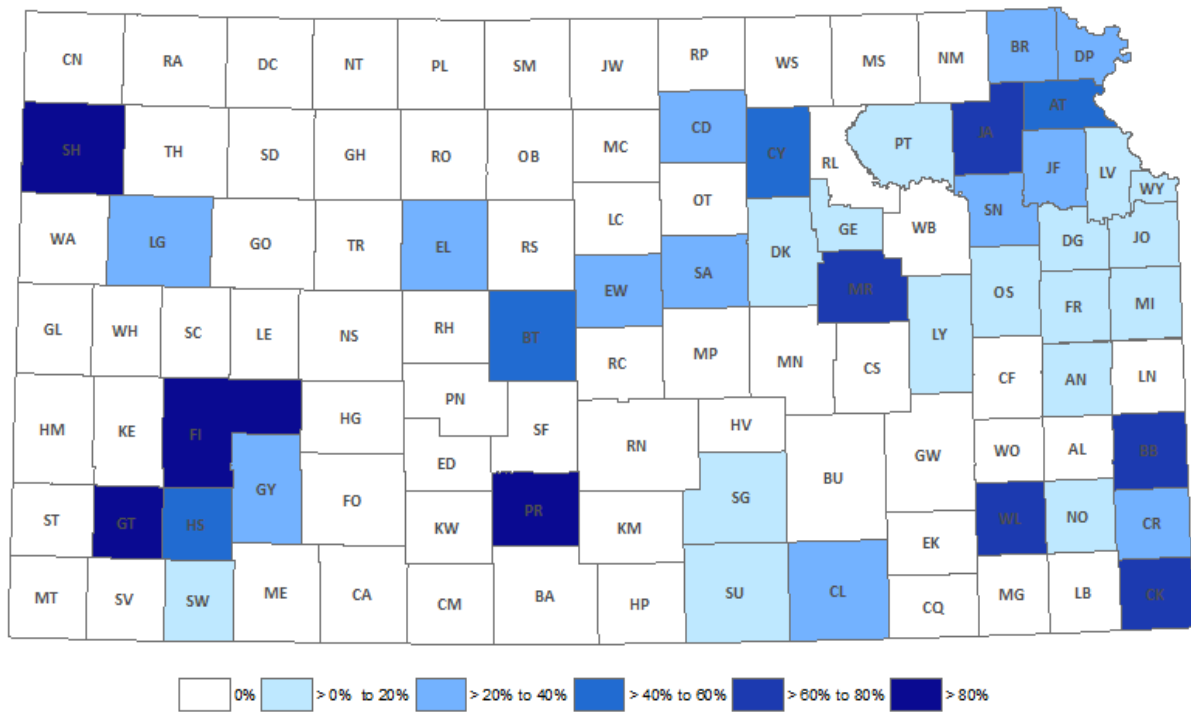 CN RA DC NT PL SM JW RP WS MS NM BR DP
SH TH SD GH RO OB MC CD CY RL PT JA AT
JF LV WY
WA LG GO TR EL RS LC OT DK GE WB SN DG JO
EW SA MR OS FR MI
GL WH SC LE NS RH BT RC MP MN CS LY CF AN LN
HM KE FI HG PN SF RN HV BU GW WO AL BB
ED
ST GT HS GY FO KW PR KM SG EK WL NO CR
MT SV SW ME CA CM BA HP SU CL CQ MG LB CK
0% > 0% to 20% > 20% to 40% > 40% to 60% > 60% to 80% > 80%